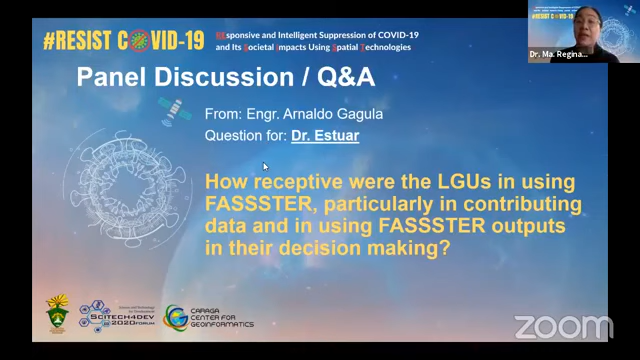 #RESIST COVID-19
REsponsive and Intelligent Suppression of COVID-19
and Its Societal Impacts Using Spatial Technologies
Dr. Ma. Regina...
Panel Discussion / Q&A
From: Engr. Arnaldo Gagula
Question for: Dr. Estuar
How receptive were the LGUs in using
FASSSTER, particularly in contributing
data and in using FASSSTER outputs
in their decision making?
SCITECH4DEV
2020 FORUM
CARAGA
CENTER FOR
GEOINFORMATICS
zoom